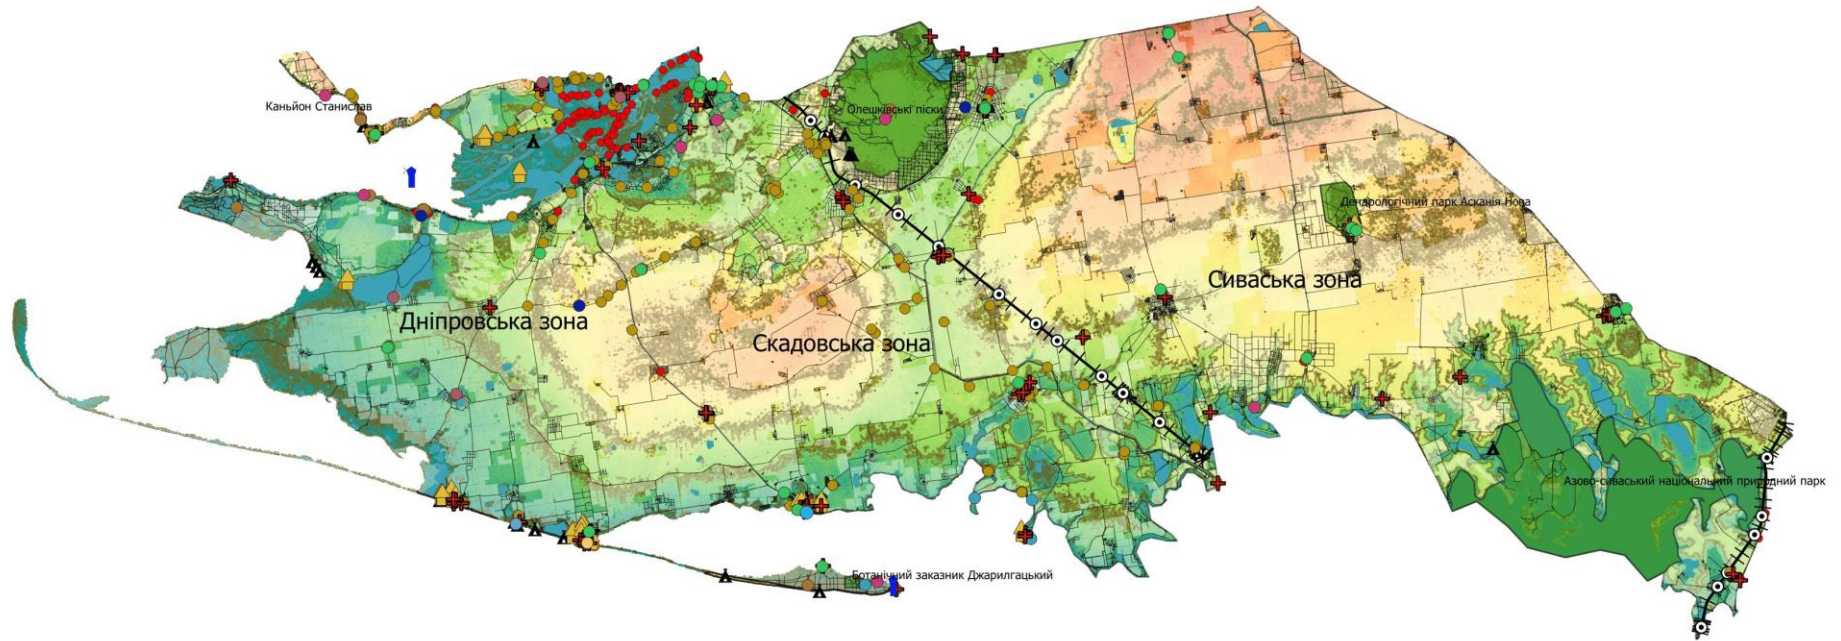 Каньйон Станислав
Олешківські піски
Дендрологічний парк Асканія Нова
Сиваська зона
Дніпровська зона
Скадовська зона
Азово-сиваський національний природний парк
Ботанічний заказник Джарилгацький